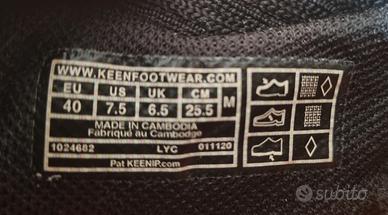 WWW.KEENFOOTWEAR.COM
EU US UK CM M
40 7.5 6.5 25.5
MADE IN CAMBODIA
Fabriqué au Cambodge
1024682 LYC 011120
Pat KEENIP.com
subito